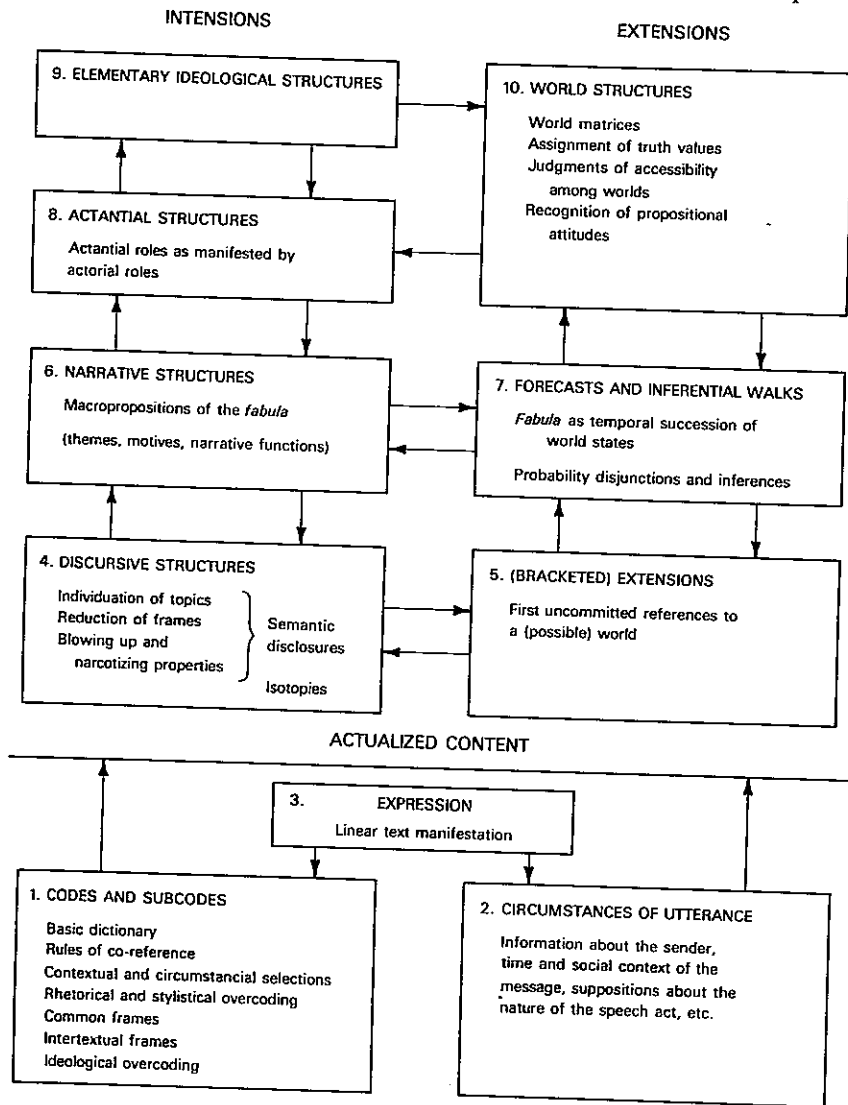 INTENSIONS
EXTENSIONS
9. ELEMENTARY IDEOLOGICAL STRUCTURES
10. WORLD STRUCTURES
World matrices
Assignment of truth values
Judgments of accessibility
among worlds
Recognition of propositional
attitudes
8. ACTANTIAL STRUCTURES
Actantial roles as manifested by
actorial roles
6. NARRATIVE STRUCTURES
Macropropositions of the fabula
(themes, motives, narrative functions)
7. FORECASTS AND INFERENTIAL WALKS
Fabula as temporal succession of
world states
Probability disjunctions and inferences
4. DISCURSIVE STRUCTURES
Individuation of topics
Reduction of frames
Blowing up and
narcotizing properties
Semantic
disclosures
Isotopies
5. (BRACKETED) EXTENSIONS
First uncommitted references to
a (possible) world
ACTUALIZED CONTENT
3. EXPRESSION
Linear text manifestation
1. CODES AND SUBCODES
Basic dictionary
Rules of co-reference
Contextual and circumstancial selections
Rhetorical and stylistical overcoding
Common frames
Intertextual frames
Ideological overcoding
2. CIRCUMSTANCES OF UTTERANCE
Information about the sender,
time and social context of the
message, suppositions about the
nature of the speech act, etc.